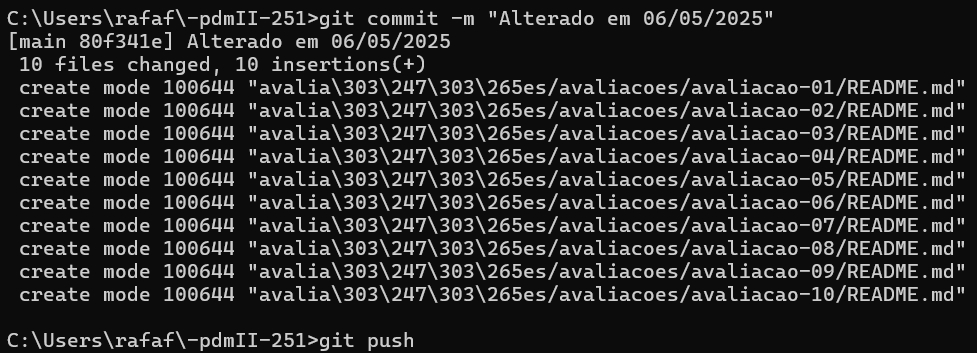 C:\Users\rafaf\-pdmII-251>git commit -m "Alterado em 06/05/2025"
[main 80f341e] Alterado em 06/05/2025
 10 files changed, 10 insertions(+)
 create mode 100644 "avalia\303\247\303\265es/avaliacoes/avaliacao-01/README.md"
 create mode 100644 "avalia\303\247\303\265es/avaliacoes/avaliacao-02/README.md"
 create mode 100644 "avalia\303\247\303\265es/avaliacoes/avaliacao-03/README.md"
 create mode 100644 "avalia\303\247\303\265es/avaliacoes/avaliacao-04/README.md"
 create mode 100644 "avalia\303\247\303\265es/avaliacoes/avaliacao-05/README.md"
 create mode 100644 "avalia\303\247\303\265es/avaliacoes/avaliacao-06/README.md"
 create mode 100644 "avalia\303\247\303\265es/avaliacoes/avaliacao-07/README.md"
 create mode 100644 "avalia\303\247\303\265es/avaliacoes/avaliacao-08/README.md"
 create mode 100644 "avalia\303\247\303\265es/avaliacoes/avaliacao-09/README.md"
 create mode 100644 "avalia\303\247\303\265es/avaliacoes/avaliacao-10/README.md"
C:\Users\rafaf\-pdmII-251>git push